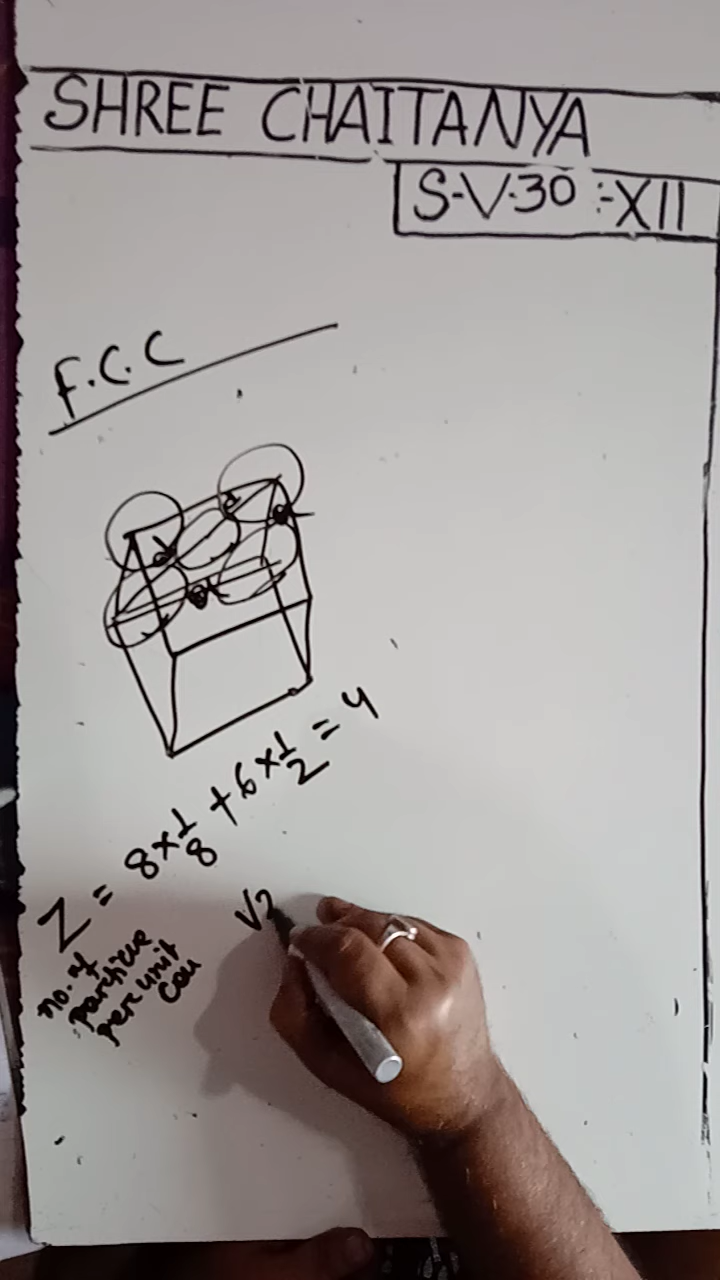 SHREE CHAITANYA
S.V.30 :-XII
F.C.C
Z = 8×1/8 + 6×1/2 = 4
no. of
particle
per unit
cell
√2